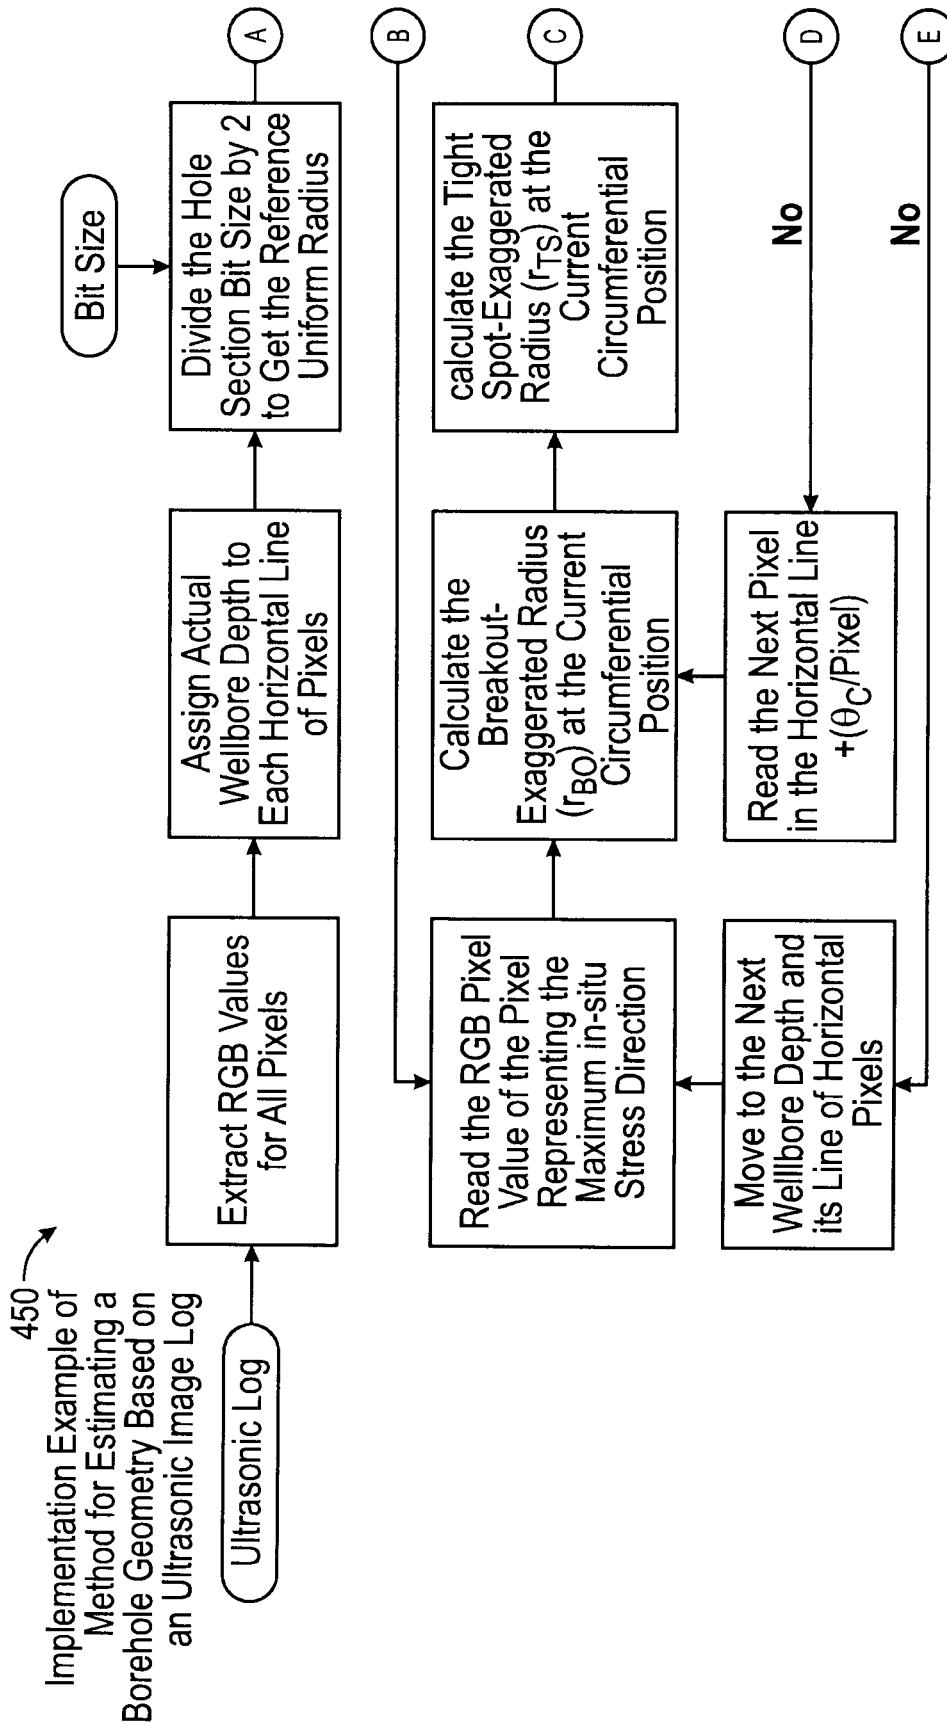 450
Implementation Example of
Method for Estimating a
Borehole Geometry Based on
an Ultrasonic Image Log
Ultrasonic Log
Extract RGB Values
for All Pixels
Assign Actual
Wellbore Depth to
Each Horizontal Line
of Pixels
Bit Size
Divide the Hole
Section Bit Size by 2
to Get the Reference
Uniform Radius
A
B
Read the RGB Pixel
Value of the Pixel
Representing the
Maximum in-situ
Stress Direction
Calculate the
Breakout-
Exaggerated Radius
(rBO) at the Current
Circumferential
Position
calculate the Tight
Spot-Exaggerated
Radius (rTS) at the
Current
Circumferential
Position
C
Move to the Next
Welllbore Depth and
its Line of Horizontal
Pixels
Read the Next Pixel
in the Horizontal Line
+(θC/Pixel)
No
D
No
E